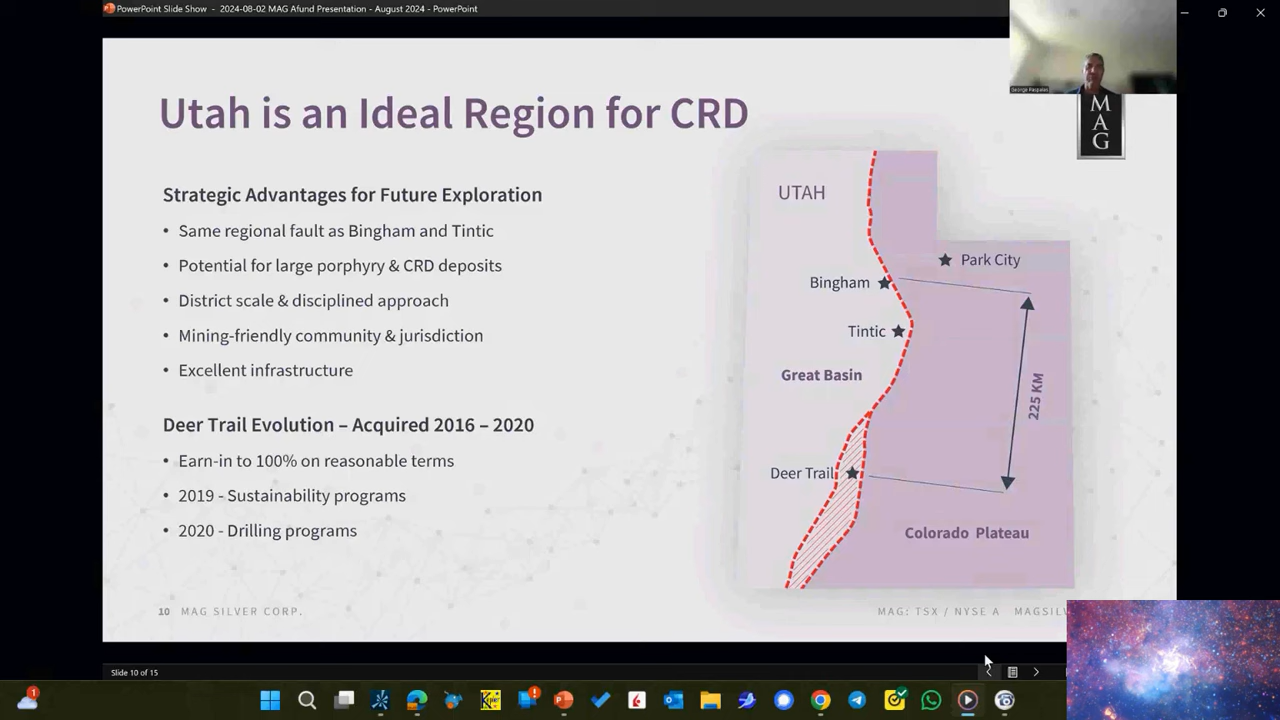 PowerPoint Slide Show - 2024-08-02 MAG Afund Presentation - August 2024 - PowerPoint
George Paspalas
Utah is an Ideal Region for CRD
MAG
Strategic Advantages for Future Exploration
• Same regional fault as Bingham and Tintic
• Potential for large porphyry & CRD deposits
• District scale & disciplined approach
• Mining-friendly community & jurisdiction
• Excellent infrastructure
Deer Trail Evolution – Acquired 2016 – 2020
• Earn-in to 100% on reasonable terms
• 2019 - Sustainability programs
• 2020 - Drilling programs
UTAH
Park City
Bingham
Tintic
Great Basin
225 KM
Deer Trail
Colorado Plateau
10 MAG SILVER CORP.
MAG: TSX / NYSE A MAGSILV
Slide 10 of 15
1